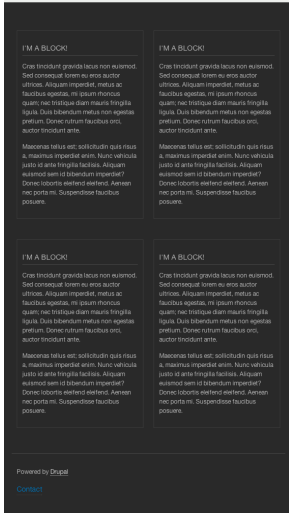 I'M A BLOCK!
Cras tincidunt gravida lacus non euismod.
Sed consequat lorem eu eros auctor
ultrices. Aliquam imperdiet, metus ac
faucibus egestas, mi ipsum rhoncus
quam; nec tristique diam mauris fringilla
ligula. Duis bibendum metus non egestas
pretium. Donec rutrum faucibus orci,
auctor tincidunt ante.
Maecenas tellus est; sollicitudin quis risus
a, maximus imperdiet enim. Nunc vehicula
justo id ante fringilla facilisis. Aliquam
euismod sem id bibendum imperdiet?
Donec lobortis eleifend eleifend. Aenean
nec porta mi. Suspendisse faucibus
posuere.
I'M A BLOCK!
Cras tincidunt gravida lacus non euismod.
Sed consequat lorem eu eros auctor
ultrices. Aliquam imperdiet, metus ac
faucibus egestas, mi ipsum rhoncus
quam; nec tristique diam mauris fringilla
ligula. Duis bibendum metus non egestas
pretium. Donec rutrum faucibus orci,
auctor tincidunt ante.
Maecenas tellus est; sollicitudin quis risus
a, maximus imperdiet enim. Nunc vehicula
justo id ante fringilla facilisis. Aliquam
euismod sem id bibendum imperdiet?
Donec lobortis eleifend eleifend. Aenean
nec porta mi. Suspendisse faucibus
posuere.
I'M A BLOCK!
Cras tincidunt gravida lacus non euismod.
Sed consequat lorem eu eros auctor
ultrices. Aliquam imperdiet, metus ac
faucibus egestas, mi ipsum rhoncus
quam; nec tristique diam mauris fringilla
ligula. Duis bibendum metus non egestas
pretium. Donec rutrum faucibus orci,
auctor tincidunt ante.
Maecenas tellus est; sollicitudin quis risus
a, maximus imperdiet enim. Nunc vehicula
justo id ante fringilla facilisis. Aliquam
euismod sem id bibendum imperdiet?
Donec lobortis eleifend eleifend. Aenean
nec porta mi. Suspendisse faucibus
posuere.
I'M A BLOCK!
Cras tincidunt gravida lacus non euismod.
Sed consequat lorem eu eros auctor
ultrices. Aliquam imperdiet, metus ac
faucibus egestas, mi ipsum rhoncus
quam; nec tristique diam mauris fringilla
ligula. Duis bibendum metus non egestas
pretium. Donec rutrum faucibus orci,
auctor tincidunt ante.
Maecenas tellus est; sollicitudin quis risus
a, maximus imperdiet enim. Nunc vehicula
justo id ante fringilla facilisis. Aliquam
euismod sem id bibendum imperdiet?
Donec lobortis eleifend eleifend. Aenean
nec porta mi. Suspendisse faucibus
posuere.
Powered by Drupal
Contact